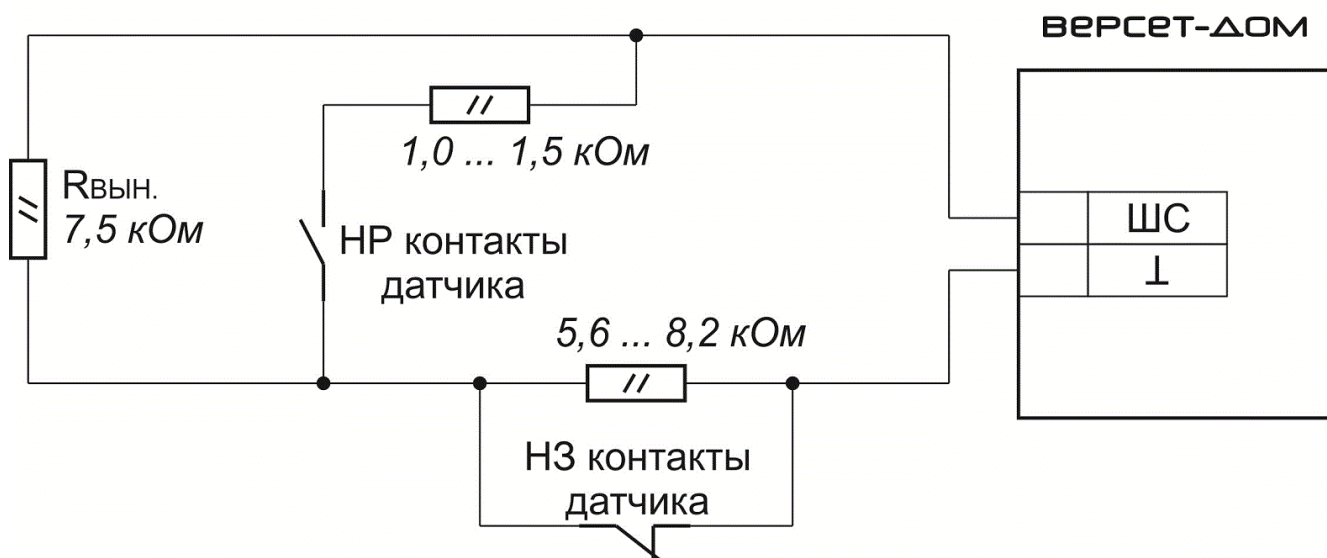 ВЕРСЕТ-ДОМ
1,0 ... 1,5 кОм
Rвын.
7,5 кОм
ШС
НР контакты
датчика
⊥
5,6 ... 8,2 кОм
НЗ контакты
датчика